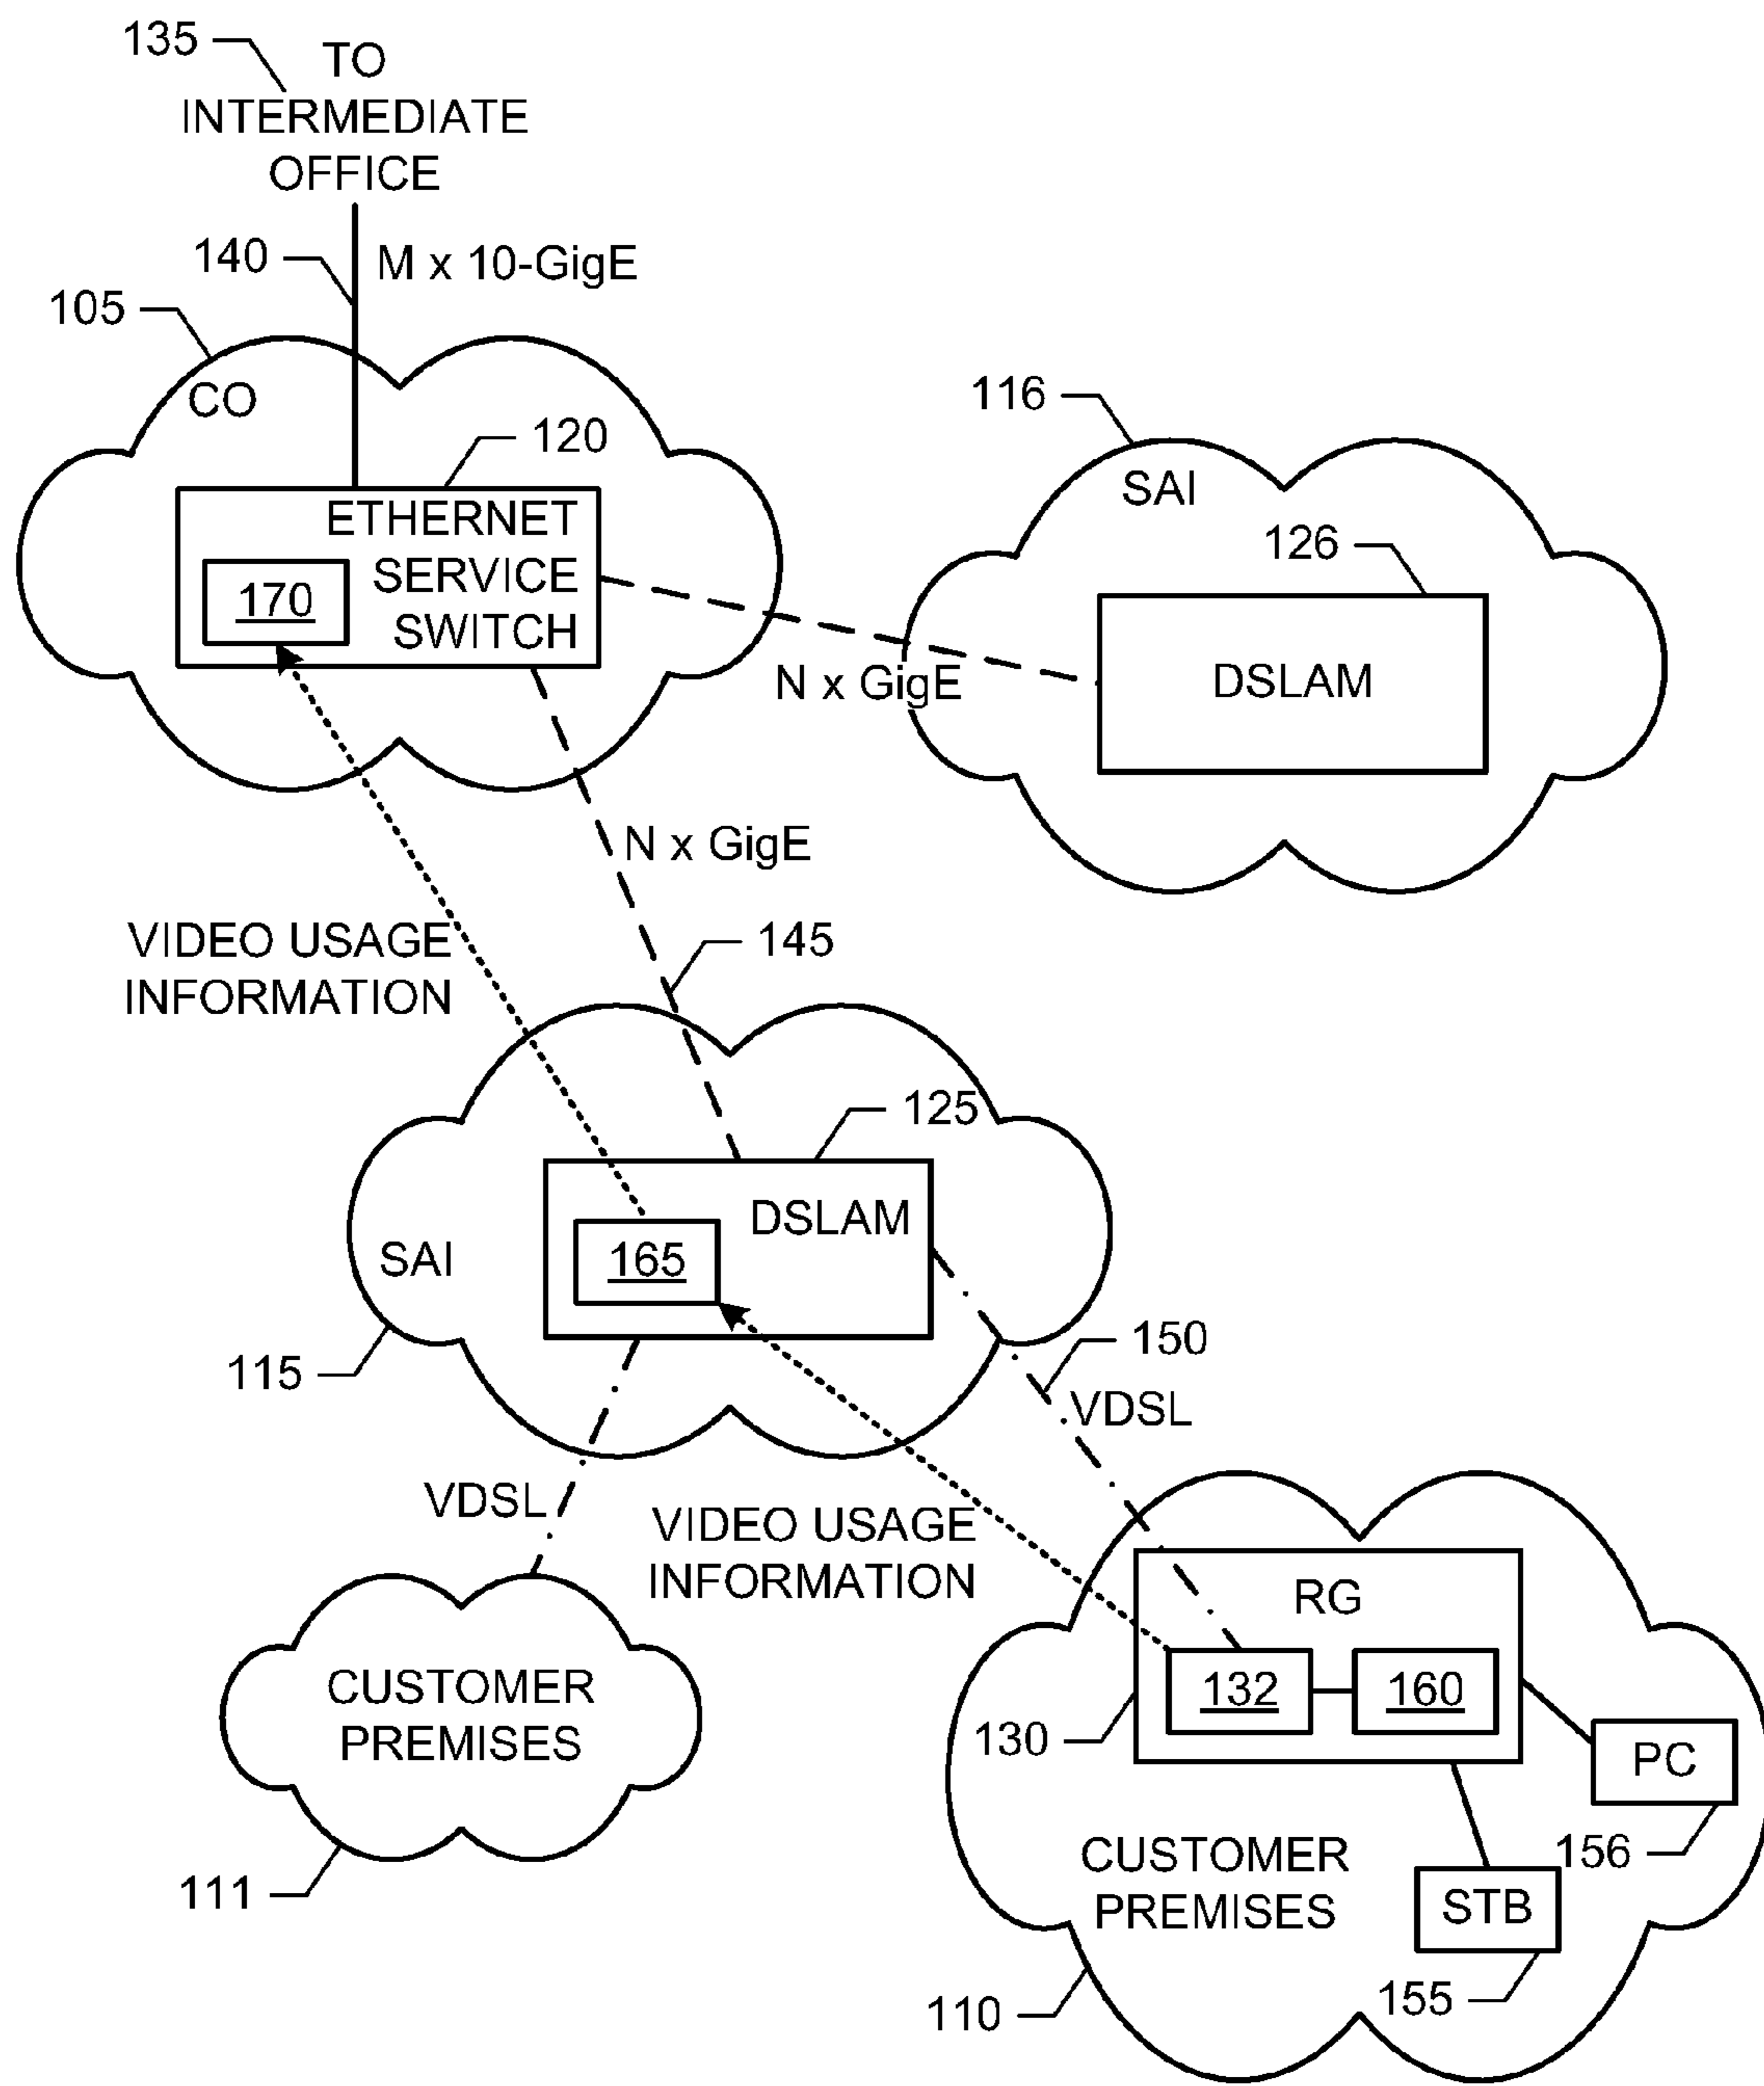 135
TO
INTERMEDIATE
OFFICE
140
M x 10-GigE
105
CO
120
ETHERNET
SERVICE
SWITCH
170
116
SAI
126
DSLAM
N x GigE
N x GigE
VIDEO USAGE
INFORMATION
145
125
DSLAM
165
SAI
115
150
VDSL
VDSL
VIDEO USAGE
INFORMATION
RG
132
160
130
PC
156
CUSTOMER
PREMISES
111
CUSTOMER
PREMISES
STB
155
110